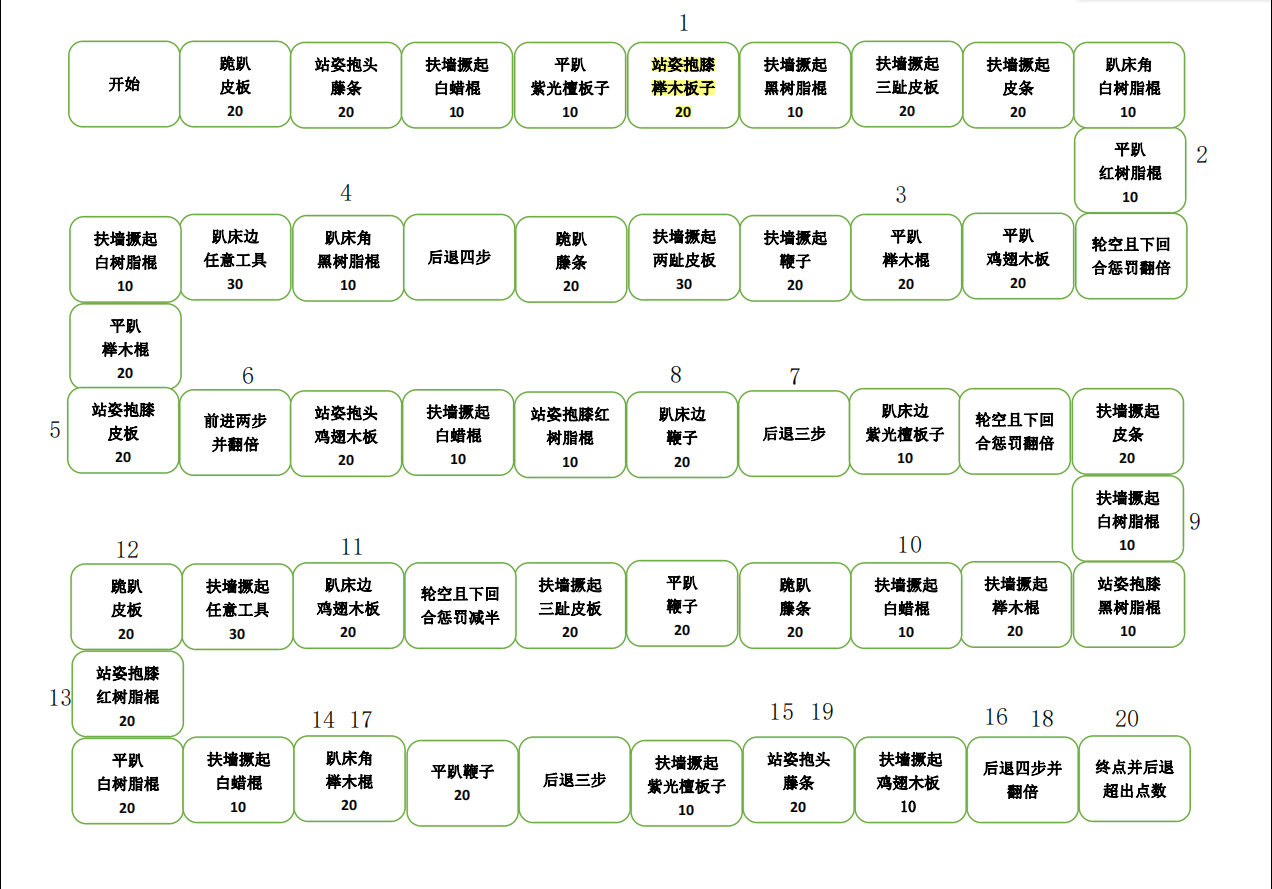 1
开始
跪趴
皮板
20
站姿抱头
藤条
20
扶墙撅起
白蜡棍
10
平趴
紫光檀板子
10
站姿抱膝
榉木板子
20
扶墙撅起
黑树脂棍
10
扶墙撅起
三趾皮板
20
扶墙撅起
皮条
20
趴床角
白树脂棍
10
平趴
红树脂棍
10
2
4
3
扶墙撅起
白树脂棍
10
趴床边
任意工具
30
趴床角
黑树脂棍
10
后退四步
跪趴
藤条
20
扶墙撅起
两趾皮板
30
扶墙撅起
鞭子
20
平趴
榉木棍
20
平趴
鸡翅木板
20
轮空且下回
合惩罚翻倍
平趴
榉木棍
20
6
8
7
5
站姿抱膝
皮板
20
前进两步
并翻倍
站姿抱头
鸡翅木板
20
扶墙撅起
白蜡棍
10
站姿抱膝红
树脂棍
10
趴床边
鞭子
20
后退三步
趴床边
紫光檀板子
10
轮空且下回
合惩罚翻倍
扶墙撅起
皮条
20
扶墙撅起
白树脂棍
10
9
12
11
10
跪趴
皮板
20
扶墙撅起
任意工具
30
趴床边
鸡翅木板
20
轮空且下回
合惩罚减半
扶墙撅起
三趾皮板
20
平趴
鞭子
20
跪趴
藤条
20
扶墙撅起
白蜡棍
10
扶墙撅起
榉木棍
20
站姿抱膝
黑树脂棍
10
13
站姿抱膝
红树脂棍
20
14 17
15 19
16 18
20
平趴
白树脂棍
20
扶墙撅起
白蜡棍
10
趴床角
榉木棍
20
平趴鞭子
20
后退三步
扶墙撅起
紫光檀板子
10
站姿抱头
藤条
20
扶墙撅起
鸡翅木板
10
后退四步并
翻倍
终点并后退
超出点数